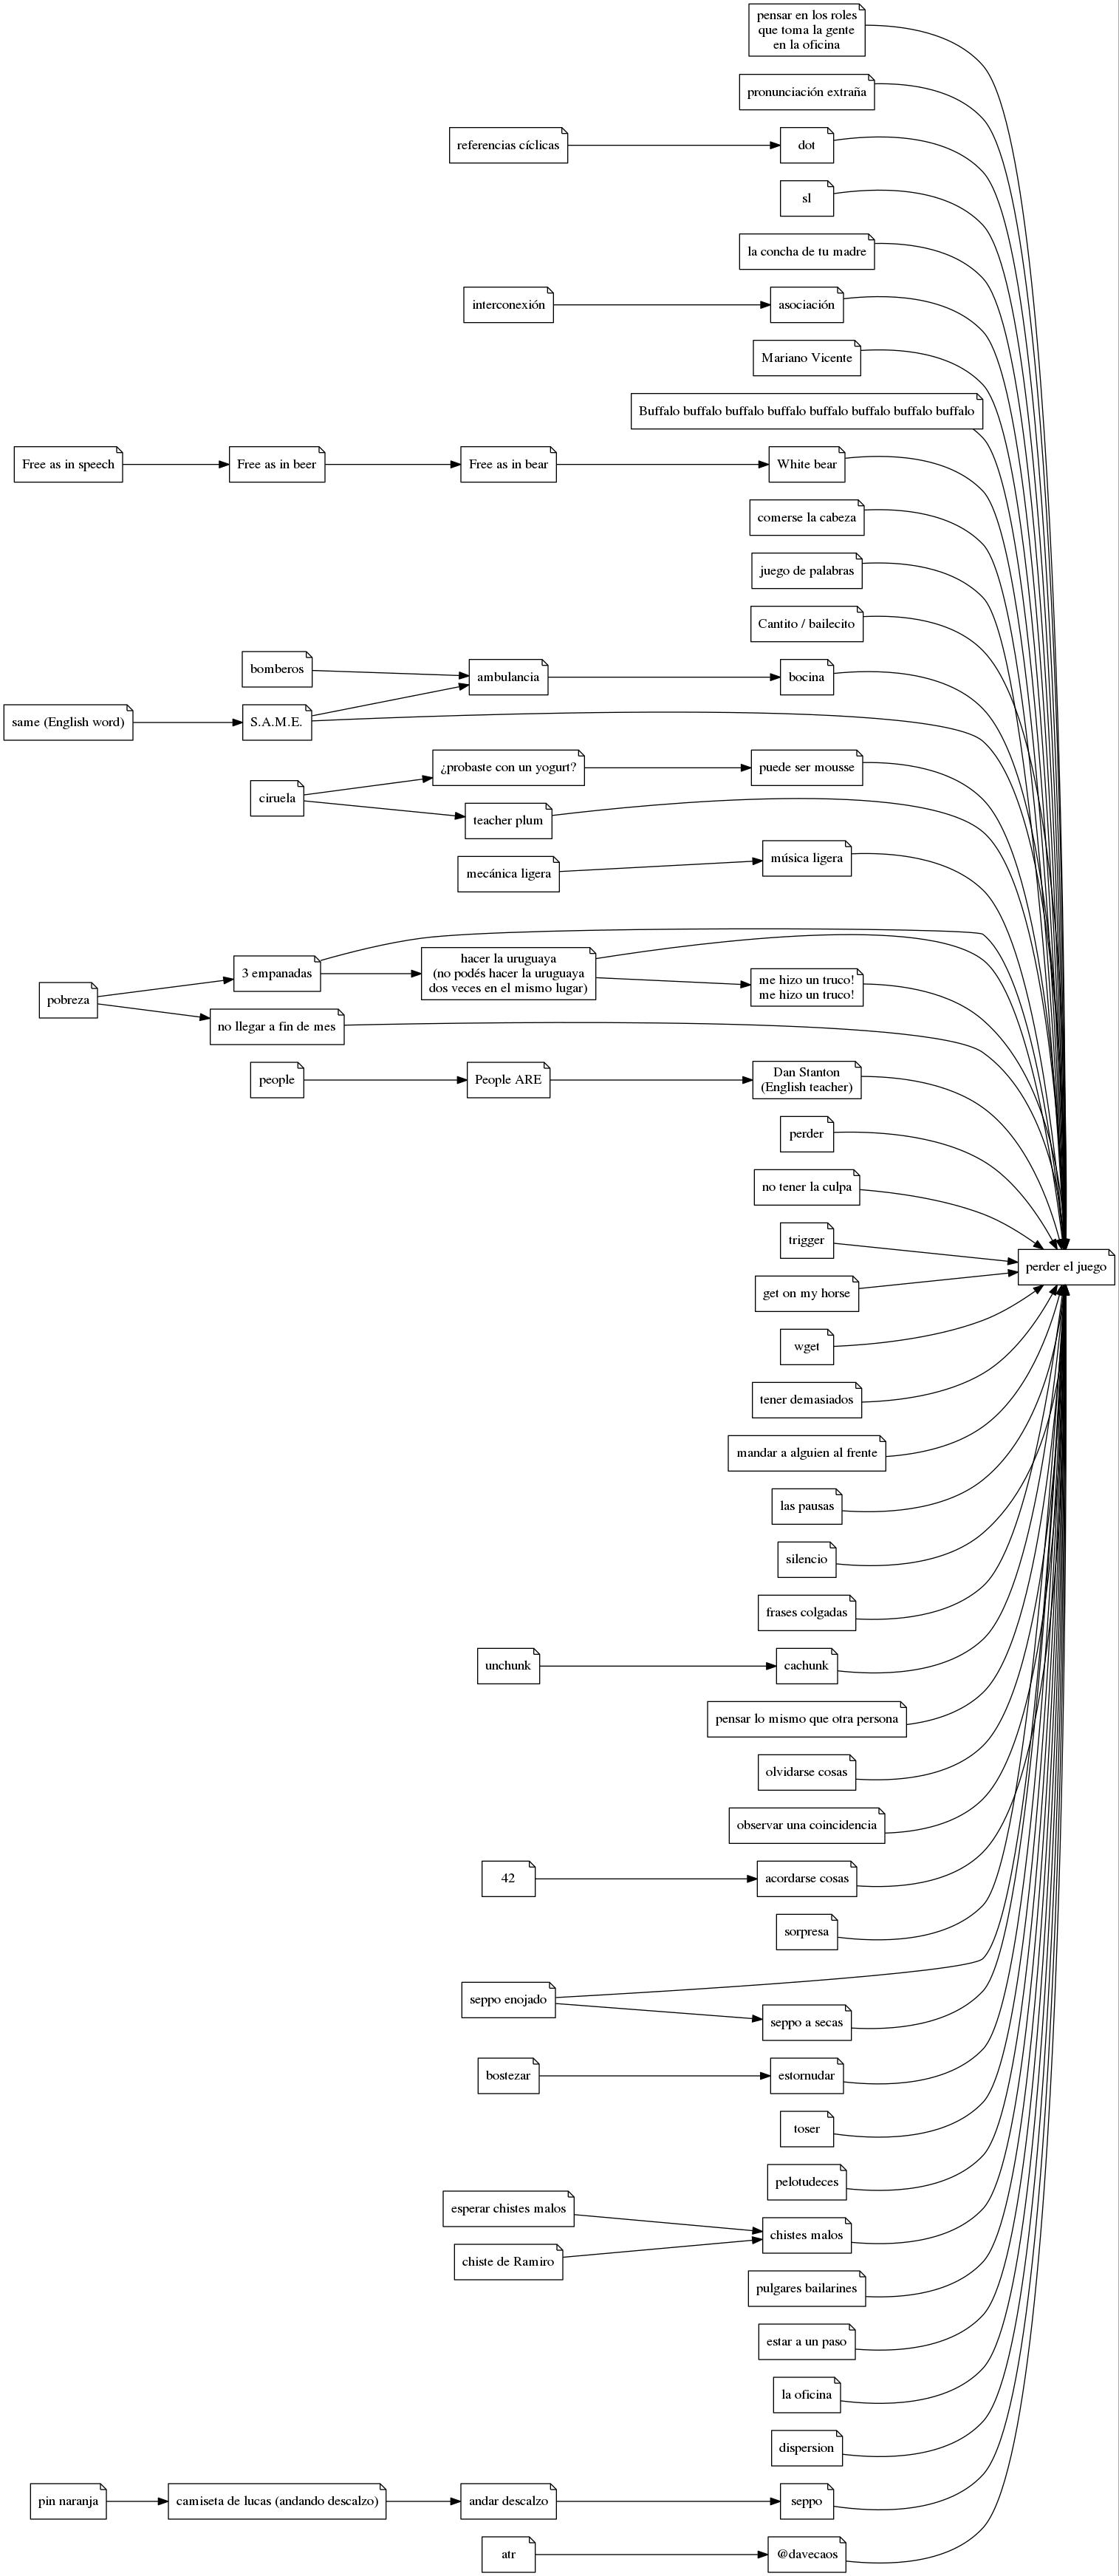 pensar en los roles
que toma la gente
en la oficina
pronunciación extraña
referencias cíclicas
dot
sl
la concha de tu madre
interconexión
asociación
Mariano Vicente
Buffalo buffalo buffalo buffalo buffalo buffalo buffalo buffalo
Free as in speech
Free as in beer
Free as in bear
White bear
comerse la cabeza
juego de palabras
Cantito / bailecito
bomberos
ambulancia
bocina
same (English word)
S.A.M.E.
¿probaste con un yogurt?
puede ser mousse
ciruela
teacher plum
música ligera
mecánica ligera
3 empanadas
hacer la uruguaya
(no podés hacer la uruguaya
dos veces en el mismo lugar)
me hizo un truco!
me hizo un truco!
pobreza
no llegar a fin de mes
people
People ARE
Dan Stanton
(English teacher)
perder
no tener la culpa
trigger
perder el juego
get on my horse
wget
tener demasiados
mandar a alguien al frente
las pausas
silencio
frases colgadas
unchunk
cachunk
pensar lo mismo que otra persona
olvidarse cosas
observar una coincidencia
42
acordarse cosas
sorpresa
seppo enojado
seppo a secas
bostezar
estornudar
toser
pelotudeces
esperar chistes malos
chistes malos
chiste de Ramiro
pulgares bailarines
estar a un paso
la oficina
dispersion
pin naranja
camiseta de lucas (andando descalzo)
andar descalzo
seppo
atr
@davecaos